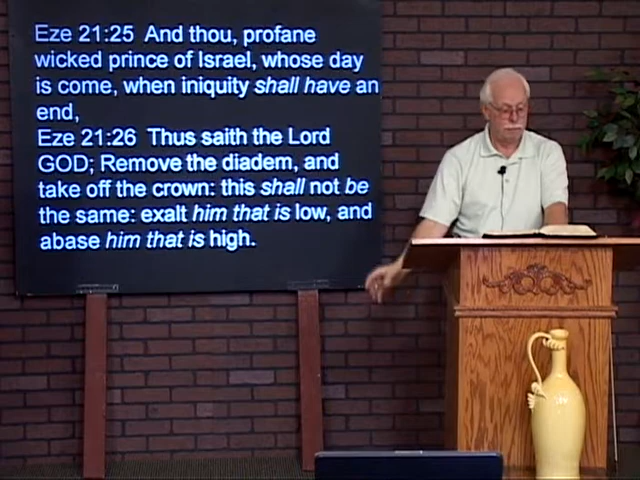 Eze 21:25 And thou, profane
wicked prince of Israel, whose day
is come, when iniquity shall have an
end,
Eze 21:26 Thus saith the Lord
GOD; Remove the diadem, and
take off the crown: this shall not be
the same: exalt him that is low, and
abase him that is high.